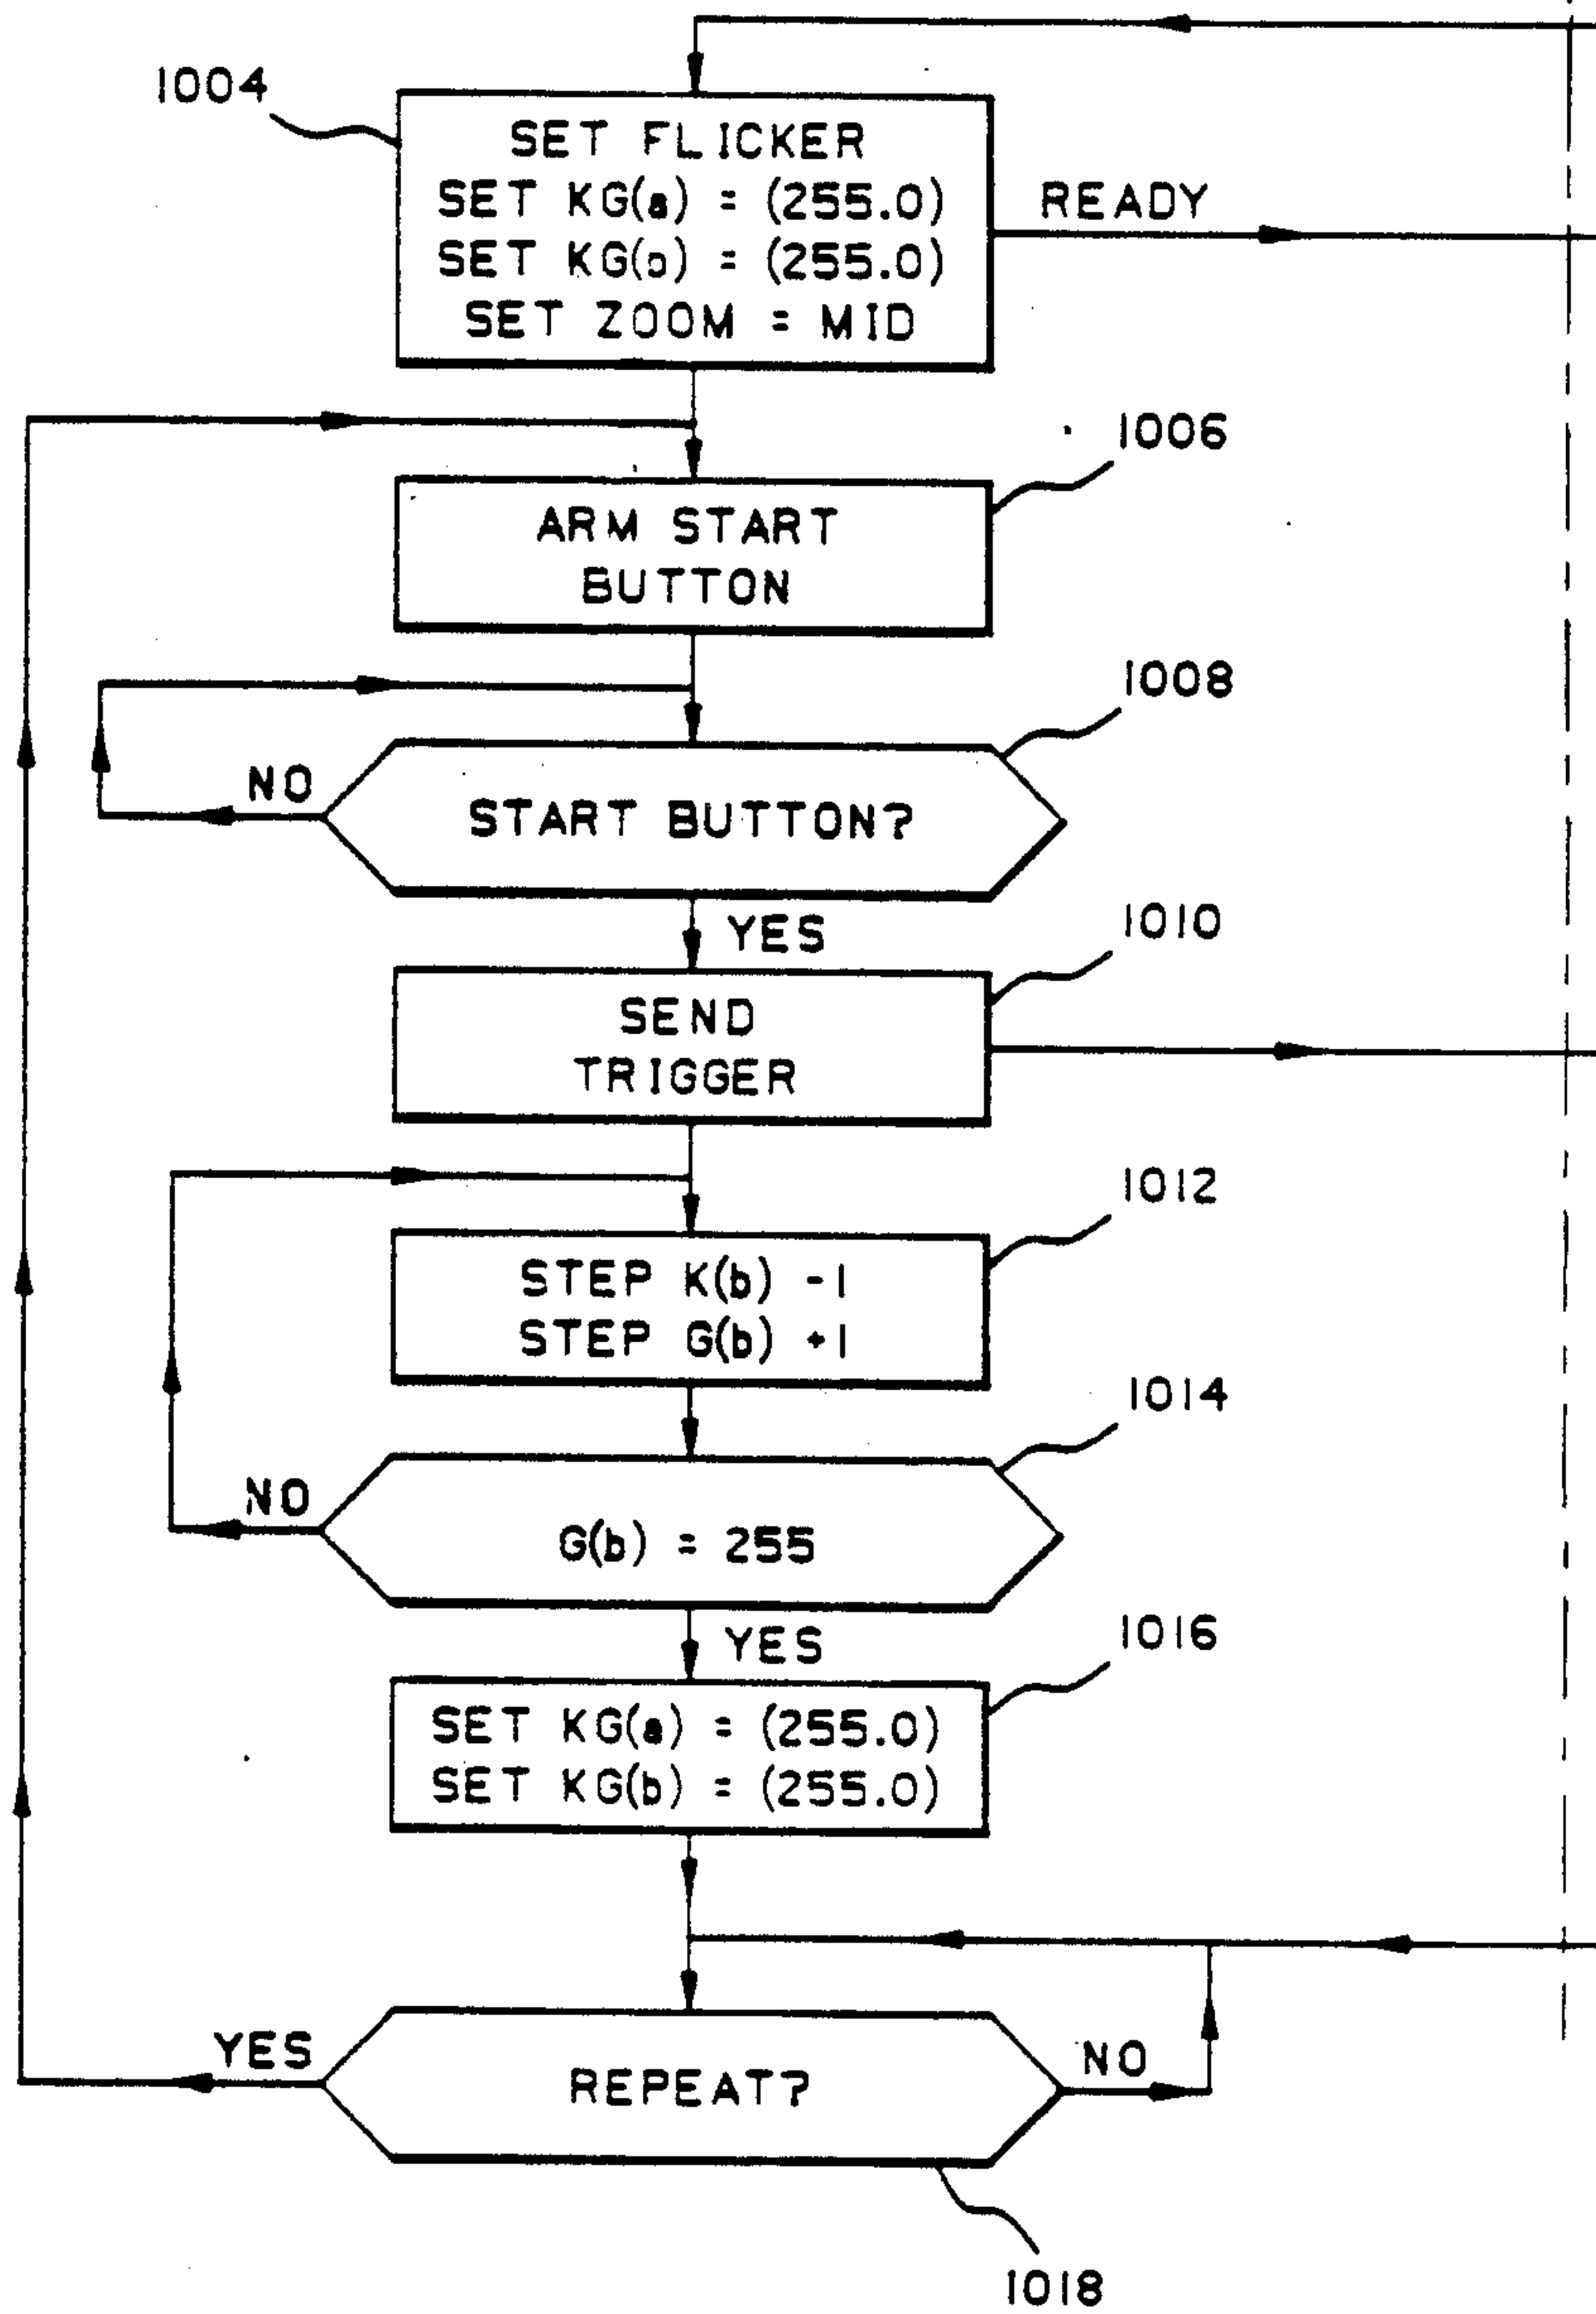 1004
SET FLICKER
SET KG(a) = (255.0)
SET KG(b) = (255.0)
SET ZOOM = MID
READY
1006
ARM START
BUTTON
1008
NO
START BUTTON?
YES
1010
SEND
TRIGGER
1012
STEP K(b) -1
STEP G(b) +1
1014
NO
G(b) = 255
YES
1016
SET KG(a) = (255.0)
SET KG(b) = (255.0)
YES
REPEAT?
NO
1018